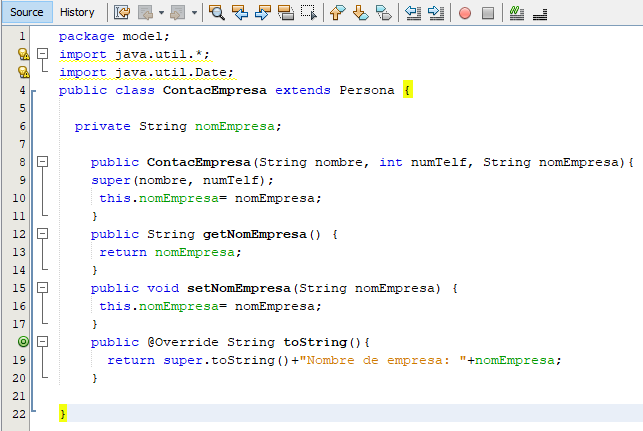 Source History
1 package model;
import java.util.*;
import java.util.Date;
4 public class ContacEmpresa extends Persona {
5
6 private String nomEmpresa;
7
8 public ContacEmpresa(String nombre, int numTelf, String nomEmpresa){
9 super(nombre, numTelf);
10 this.nomEmpresa= nomEmpresa;
11 }
12 public String getNomEmpresa() {
13 return nomEmpresa;
14 }
15 public void setNomEmpresa(String nomEmpresa) {
16 this.nomEmpresa= nomEmpresa;
17 }
public @Override String toString(){
19 return super.toString()+"Nombre de empresa: "+nomEmpresa;
20 }
21
22 }